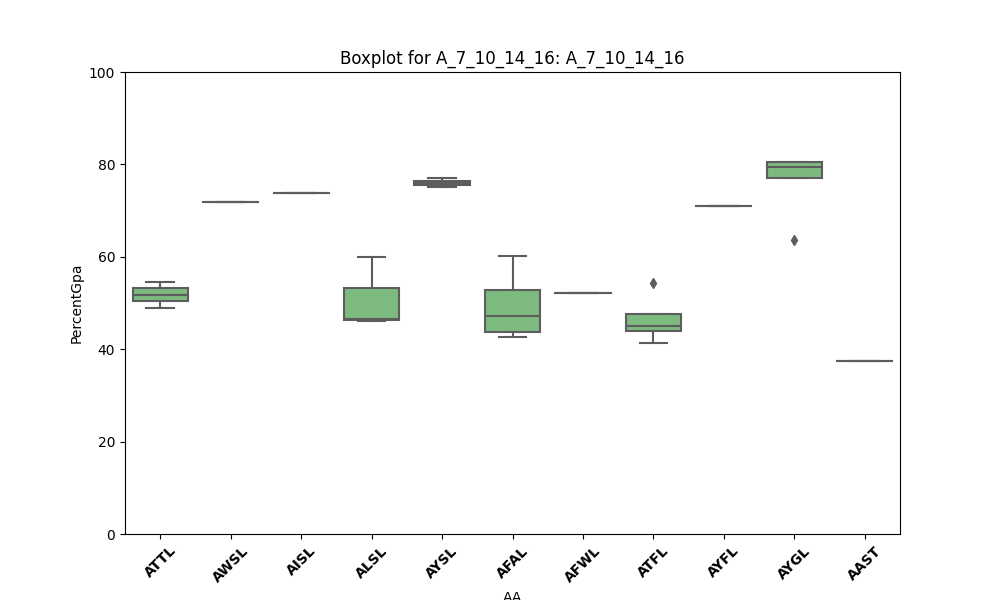 Boxplot for A_7_10_14_16: A_7_10_14_16
100
80
60
40
20
0
PercentGpa
ATTL
AWSL
AISL
ALSL
AYSL
AFAL
AFWL
ATFL
AYFL
AYGL
AAST
AA